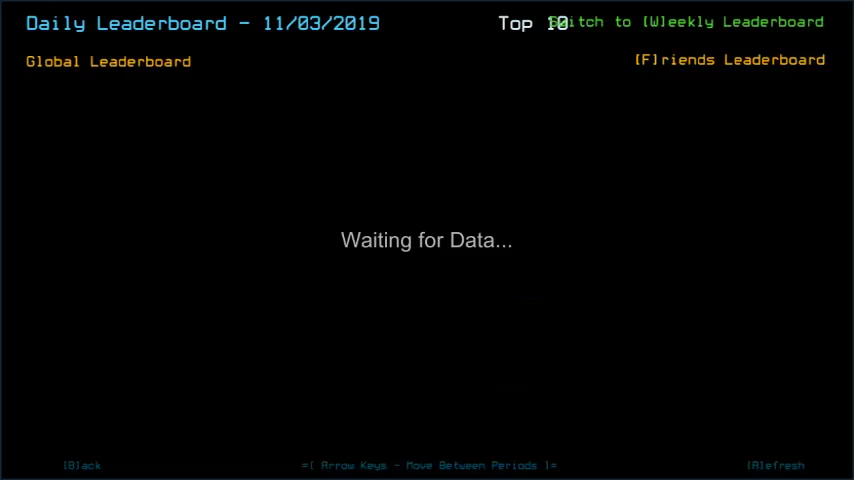 Daily Leaderboard - 11/03/2019
Top 10
Switch to [W]eekly Leaderboard
Global Leaderboard
[F]riends Leaderboard
Waiting for Data...
[B]ack
=[ Arrow Keys - Move Between Periods ]=
[R]efresh